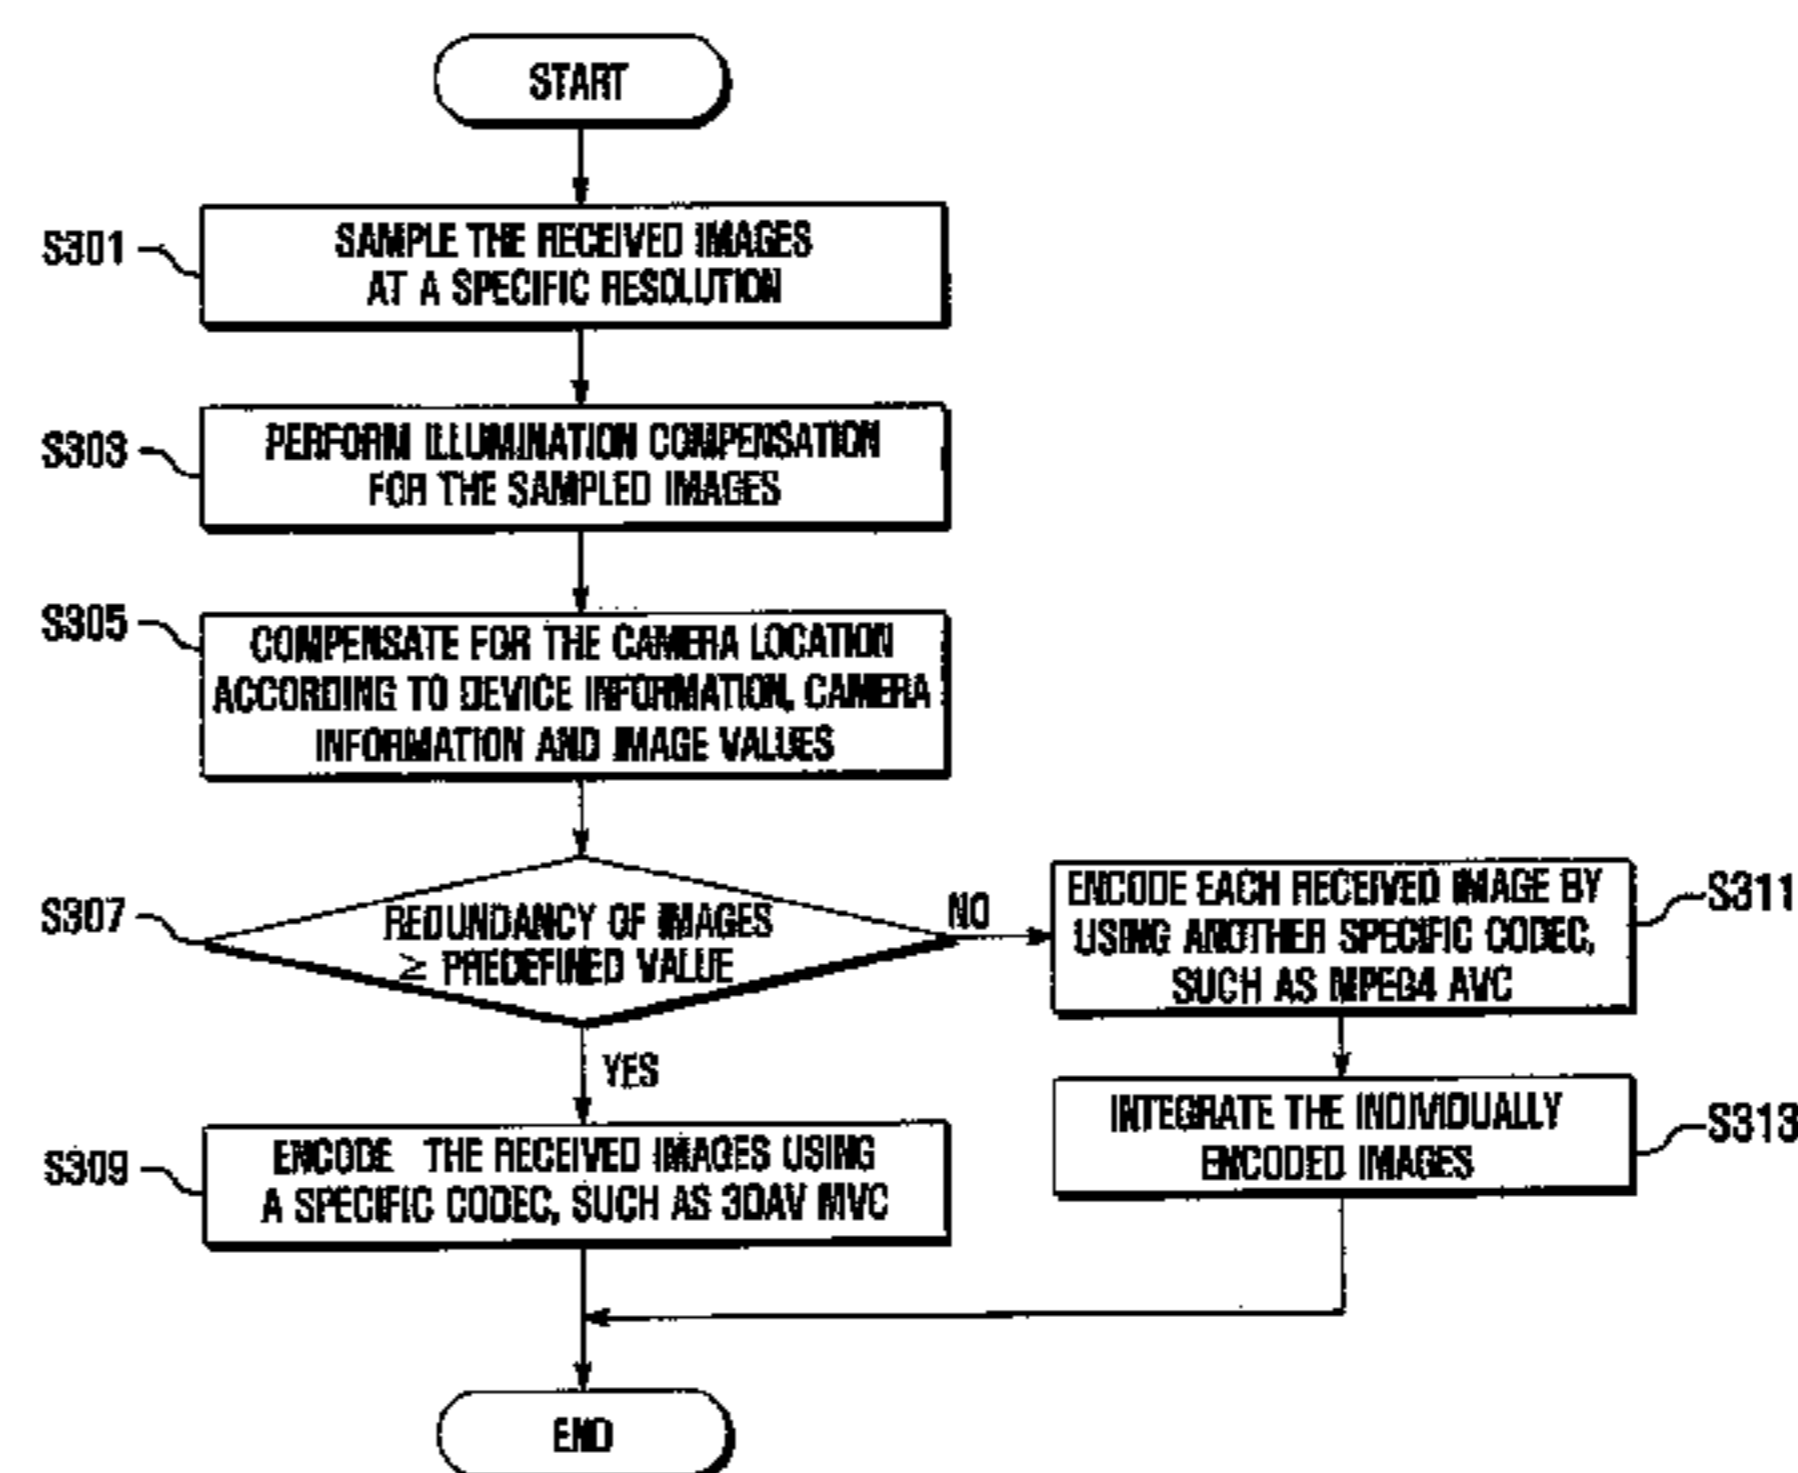 START
S301
SAMPLE THE RECEIVED IMAGES
AT A SPECIFIC RESOLUTION
S303
PERFORM ILLUMINATION COMPENSATION
FOR THE SAMPLED IMAGES
S305
COMPENSATE FOR THE CAMERA LOCATION
ACCORDING TO DEVICE INFORMATION, CAMERA
INFORMATION AND IMAGE VALUES
S307
REDUNDANCY OF IMAGES
≥ PREDEFINED VALUE
NO
ENCODE EACH RECEIVED IMAGE BY
USING ANOTHER SPECIFIC CODEC,
SUCH AS MPEG4 AVC
S311
YES
INTEGRATE THE INDIVIDUALLY
ENCODED IMAGES
S313
S309
ENCODE THE RECEIVED IMAGES USING
A SPECIFIC CODEC, SUCH AS 3DAV MVC
END